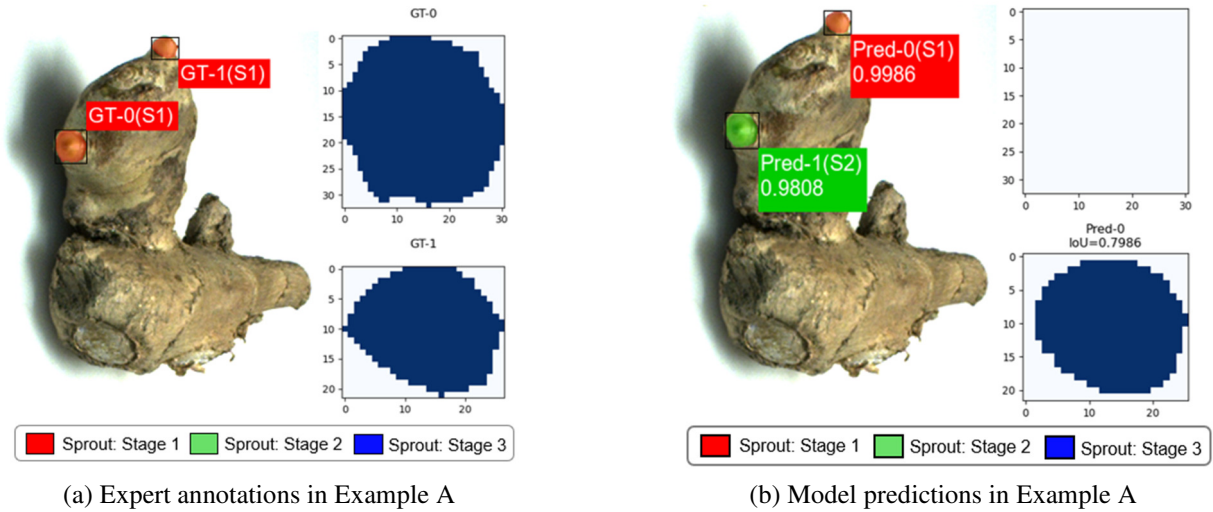 GT-0
GT-1(S1)
GT-0(S1)
0
5
10
15
20
25
30
0
10
20
30
GT-1
0
5
10
15
20
0
10
20
Sprout: Stage 1
Sprout: Stage 2
Sprout: Stage 3
(a) Expert annotations in Example A
Pred-0(S1)
0.9986
Pred-1(S2)
0.9808
0
5
10
15
20
25
30
0
10
20
30
Pred-0
IoU=0.7986
0
5
10
15
20
0
10
20
Sprout: Stage 1
Sprout: Stage 2
Sprout: Stage 3
(b) Model predictions in Example A